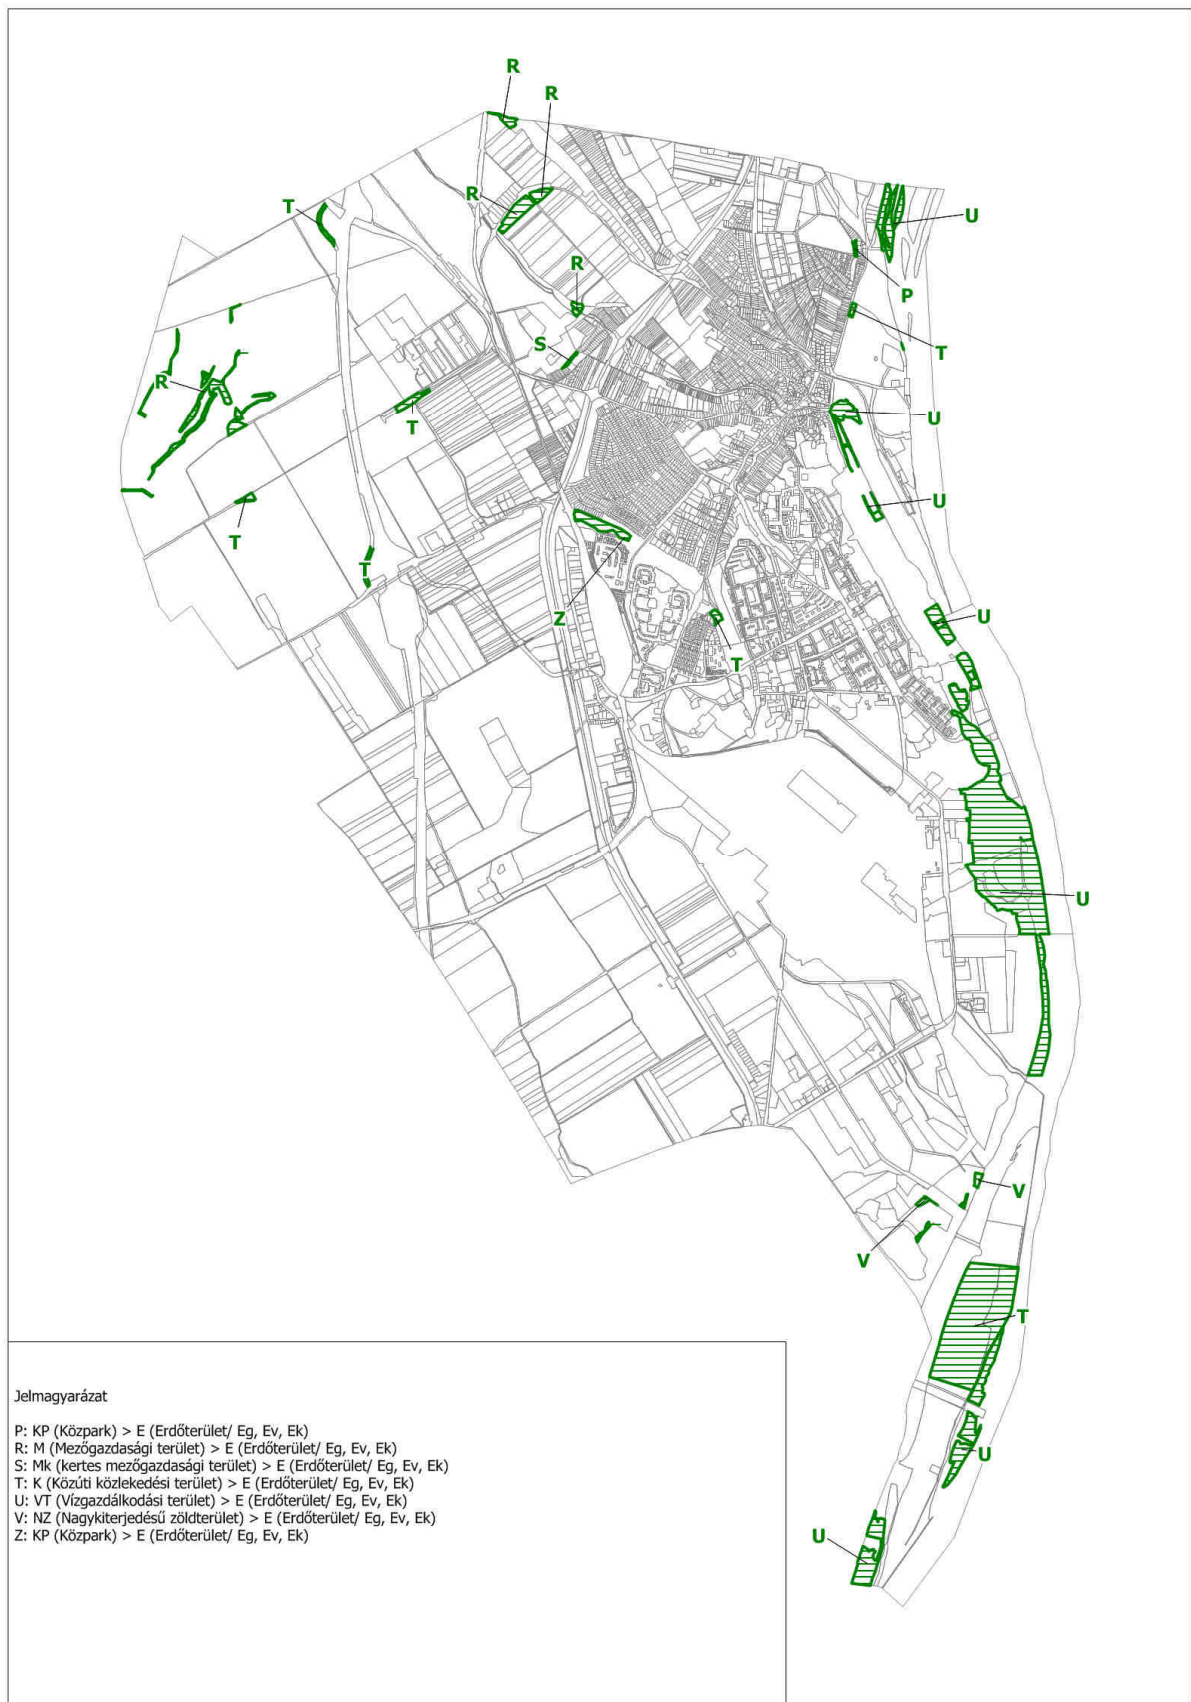 R
R
R
T
U
R
P
S
T
R
T
U
U
T
T
Z
U
T
U
V
V
T
U
U
Jelmagyarázat
P: KP (Közpark) > E (Erdőterület/ Eg, Ev, Ek)
R: M (Mezőgazdasági terület) > E (Erdőterület/ Eg, Ev, Ek)
S: Mk (kertes mezőgazdasági terület) > E (Erdőterület/ Eg, Ev, Ek)
T: K (Közúti közlekedési terület) > E (Erdőterület/ Eg, Ev, Ek)
U: VT (Vízgazdálkodási terület) > E (Erdőterület/ Eg, Ev, Ek)
V: NZ (Nagykiterjedésű zöldterület) > E (Erdőterület/ Eg, Ev, Ek)
Z: KP (Közpark) > E (Erdőterület/ Eg, Ev, Ek)